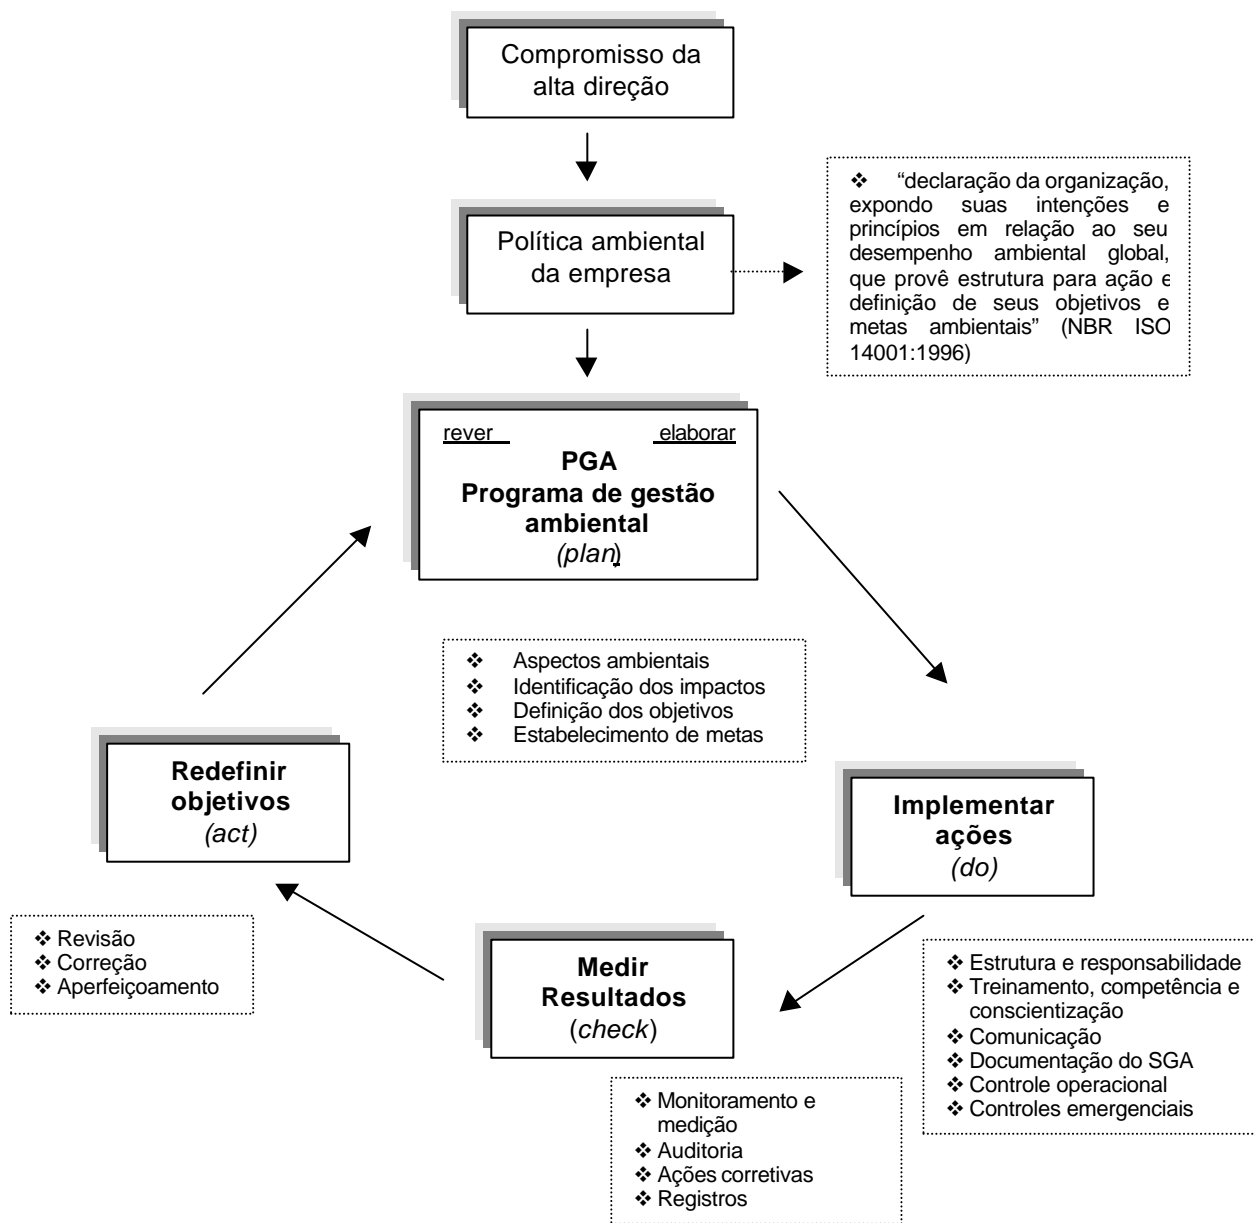 Compromisso da
alta direção
Política ambiental
da empresa
❖ “declaração da organização,
expondo suas intenções e
princípios em relação ao seu
desempenho ambiental global,
que provê estrutura para ação e
definição de seus objetivos e
metas ambientais” (NBR ISO
14001:1996)
rever elaborar
PGA
Programa de gestão
ambiental
(plan)
❖ Aspectos ambientais
❖ Identificação dos impactos
❖ Definição dos objetivos
❖ Estabelecimento de metas
Redefinir
objetivos
(act)
Implementar
ações
(do)
❖ Revisão
❖ Correção
❖ Aperfeiçoamento
Medir
Resultados
(check)
❖ Estrutura e responsabilidade
❖ Treinamento, competência e
conscientização
❖ Comunicação
❖ Documentação do SGA
❖ Controle operacional
❖ Controles emergenciais
❖ Monitoramento e
medição
❖ Auditoria
❖ Ações corretivas
❖ Registros